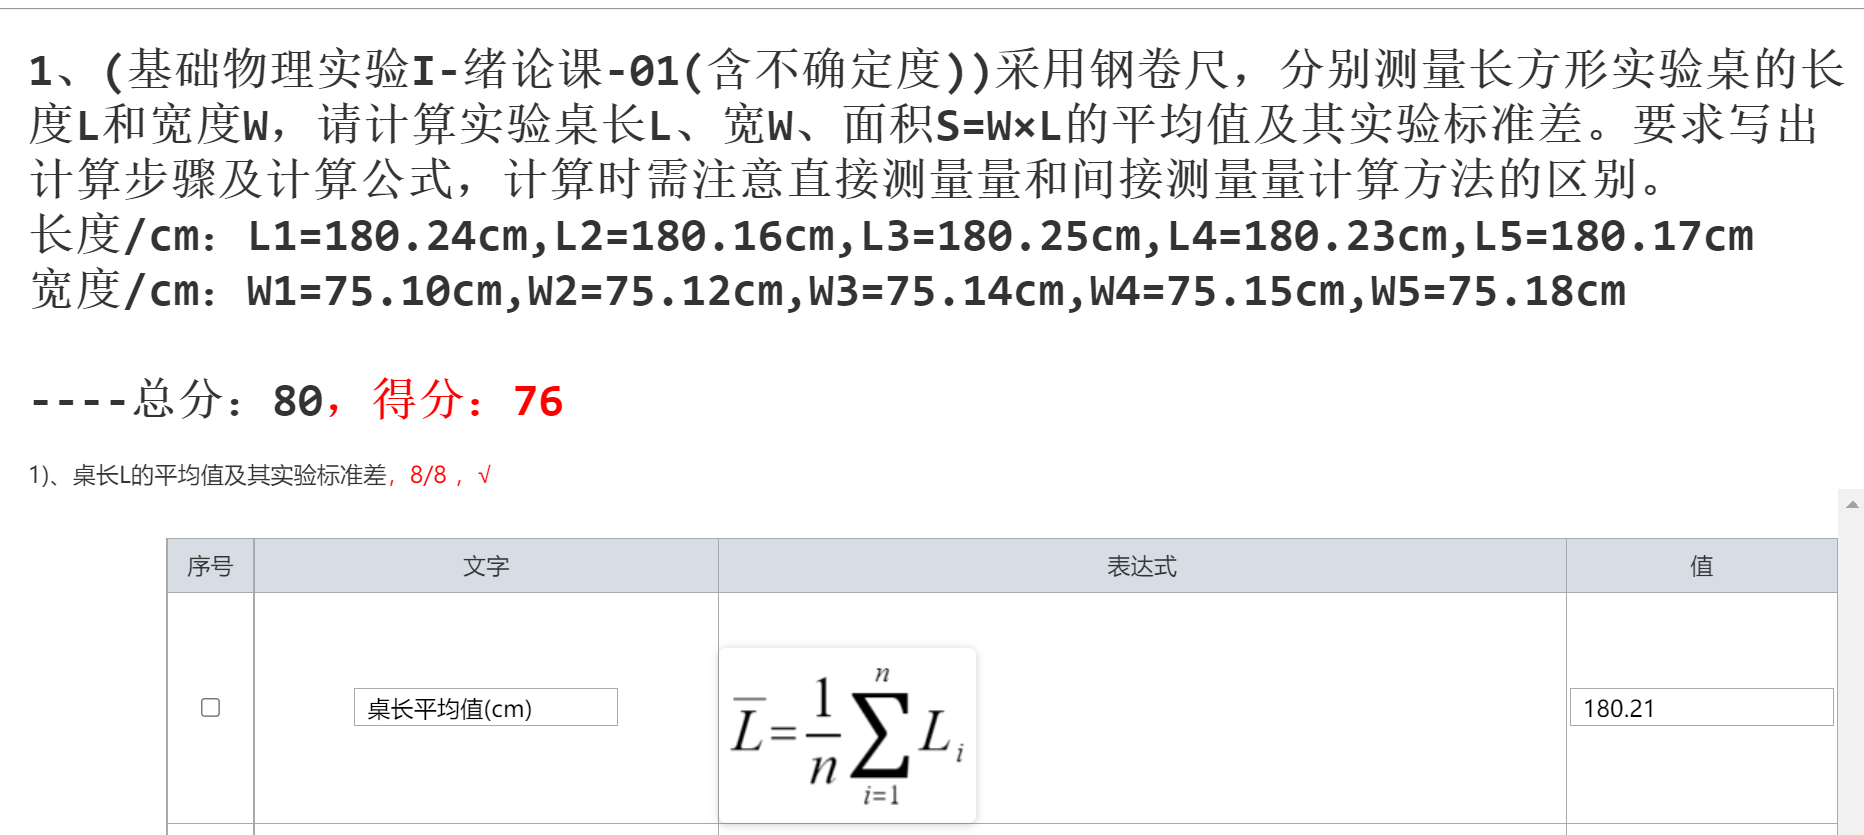 1、(基础物理实验I-绪论课-01(含不确定度))采用钢卷尺，分别测量长方形实验桌的长
度L和宽度W，请计算实验桌长L、宽W、面积S=W×L的平均值及其实验标准差。要求写出
计算步骤及计算公式，计算时需注意直接测量量和间接测量量计算方法的区别。
长度/cm：L1=180.24cm,L2=180.16cm,L3=180.25cm,L4=180.23cm,L5=180.17cm
宽度/cm：W1=75.10cm,W2=75.12cm,W3=75.14cm,W4=75.15cm,W5=75.18cm
----总分：80，得分：76
1)、桌长L的平均值及其实验标准差，8/8 ，√
序号 文字 表达式 值
桌长平均值(cm) $\overline{L}=\frac{1}{n}\sum_{i=1}^{n}L_i$ 180.21